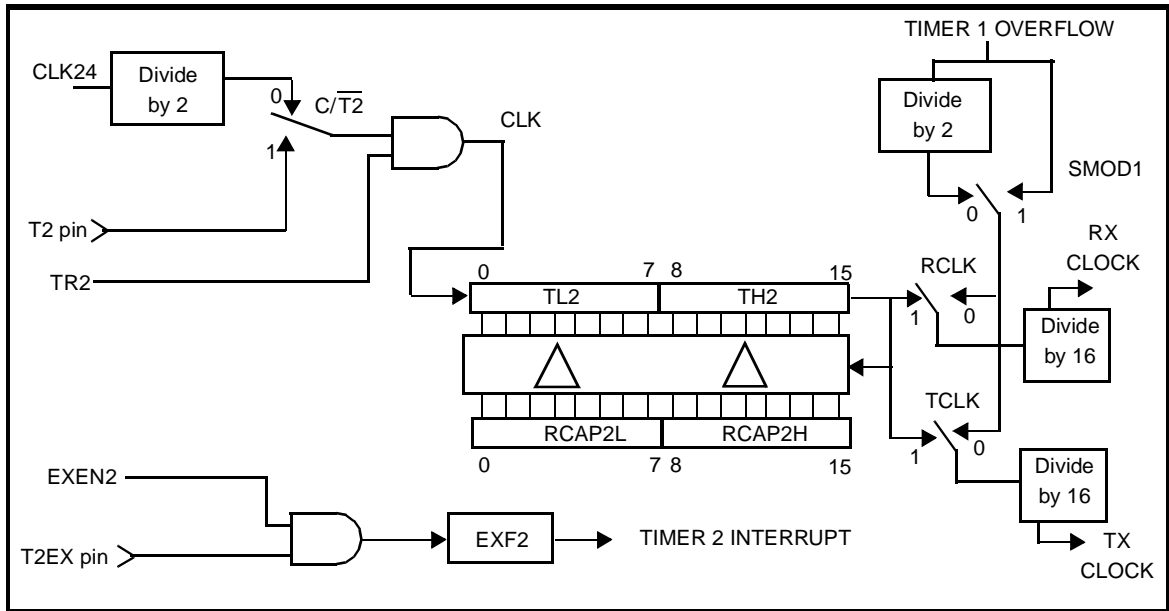 TIMER 1 OVERFLOW
CLK24
Divide
by 2
0
C/T2
1
CLK
Divide
by 2
SMOD1
0
1
T2 pin
TR2
RX
CLOCK
0
7
8
15
TL2
TH2
RCLK
1
0
Divide
by 16
TCLK
1
0
RCAP2L
RCAP2H
0
7
8
15
Divide
by 16
EXEN2
T2EX pin
EXF2
TIMER 2 INTERRUPT
TX
CLOCK